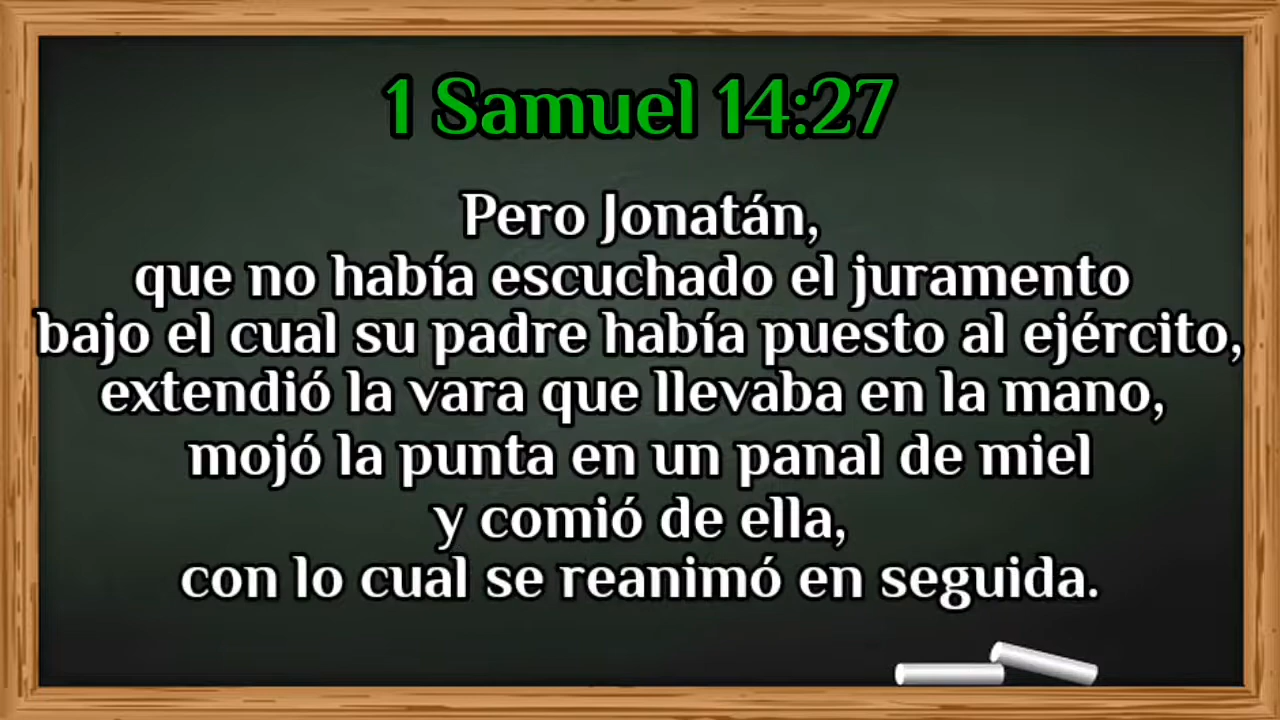 1 Samuel 14:27
Pero Jonatán,
que no había escuchado el juramento
bajo el cual su padre había puesto al ejército,
extendió la vara que llevaba en la mano,
mojó la punta en un panal de miel
y comió de ella,
con lo cual se reanimó en seguida.